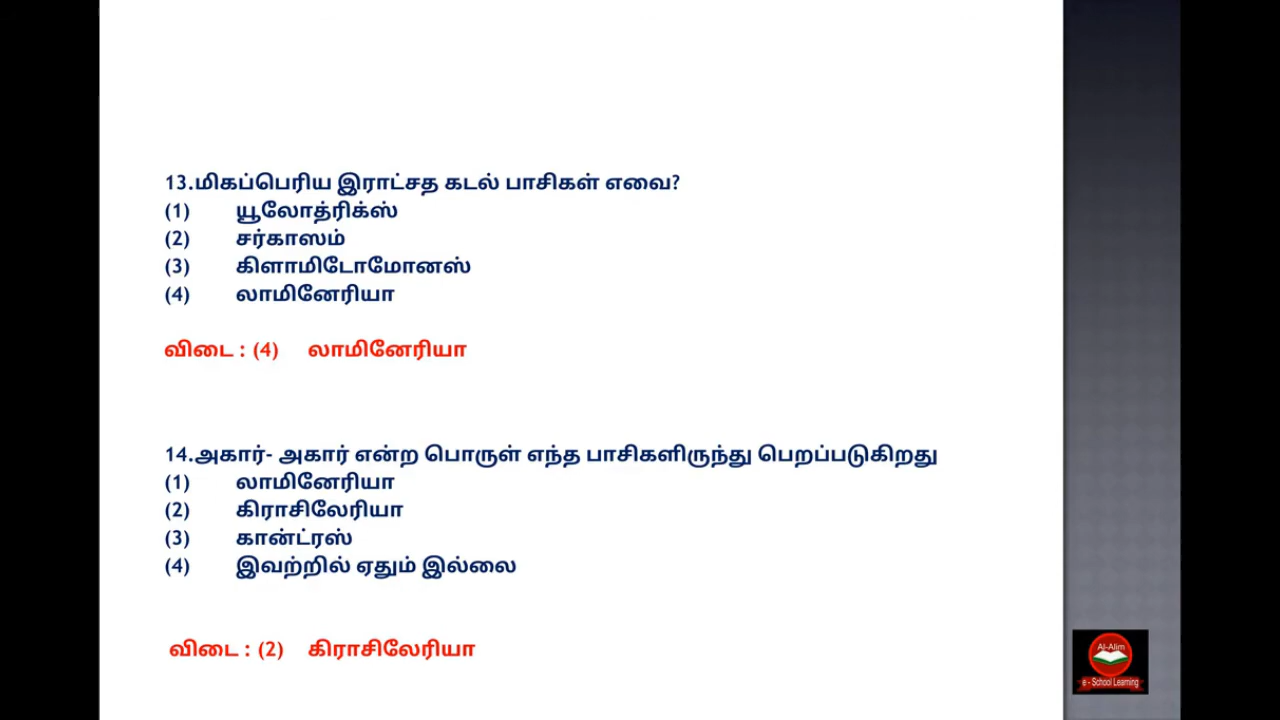 13.மிகப்பெரிய இராட்சத கடல் பாசிகள் எவை?
(1) யூலோத்ரிக்ஸ்
(2) சர்காஸம்
(3) கிளாமிடோமோனஸ்
(4) லாமினேரியா
விடை : (4) லாமினேரியா
14.அகார்- அகார் என்ற பொருள் எந்த பாசிகளிருந்து பெறப்படுகிறது
(1) லாமினேரியா
(2) கிராசிலேரியா
(3) கான்ட்ரஸ்
(4) இவற்றில் ஏதும் இல்லை
விடை : (2) கிராசிலேரியா
Al-Alim
e - School Learning